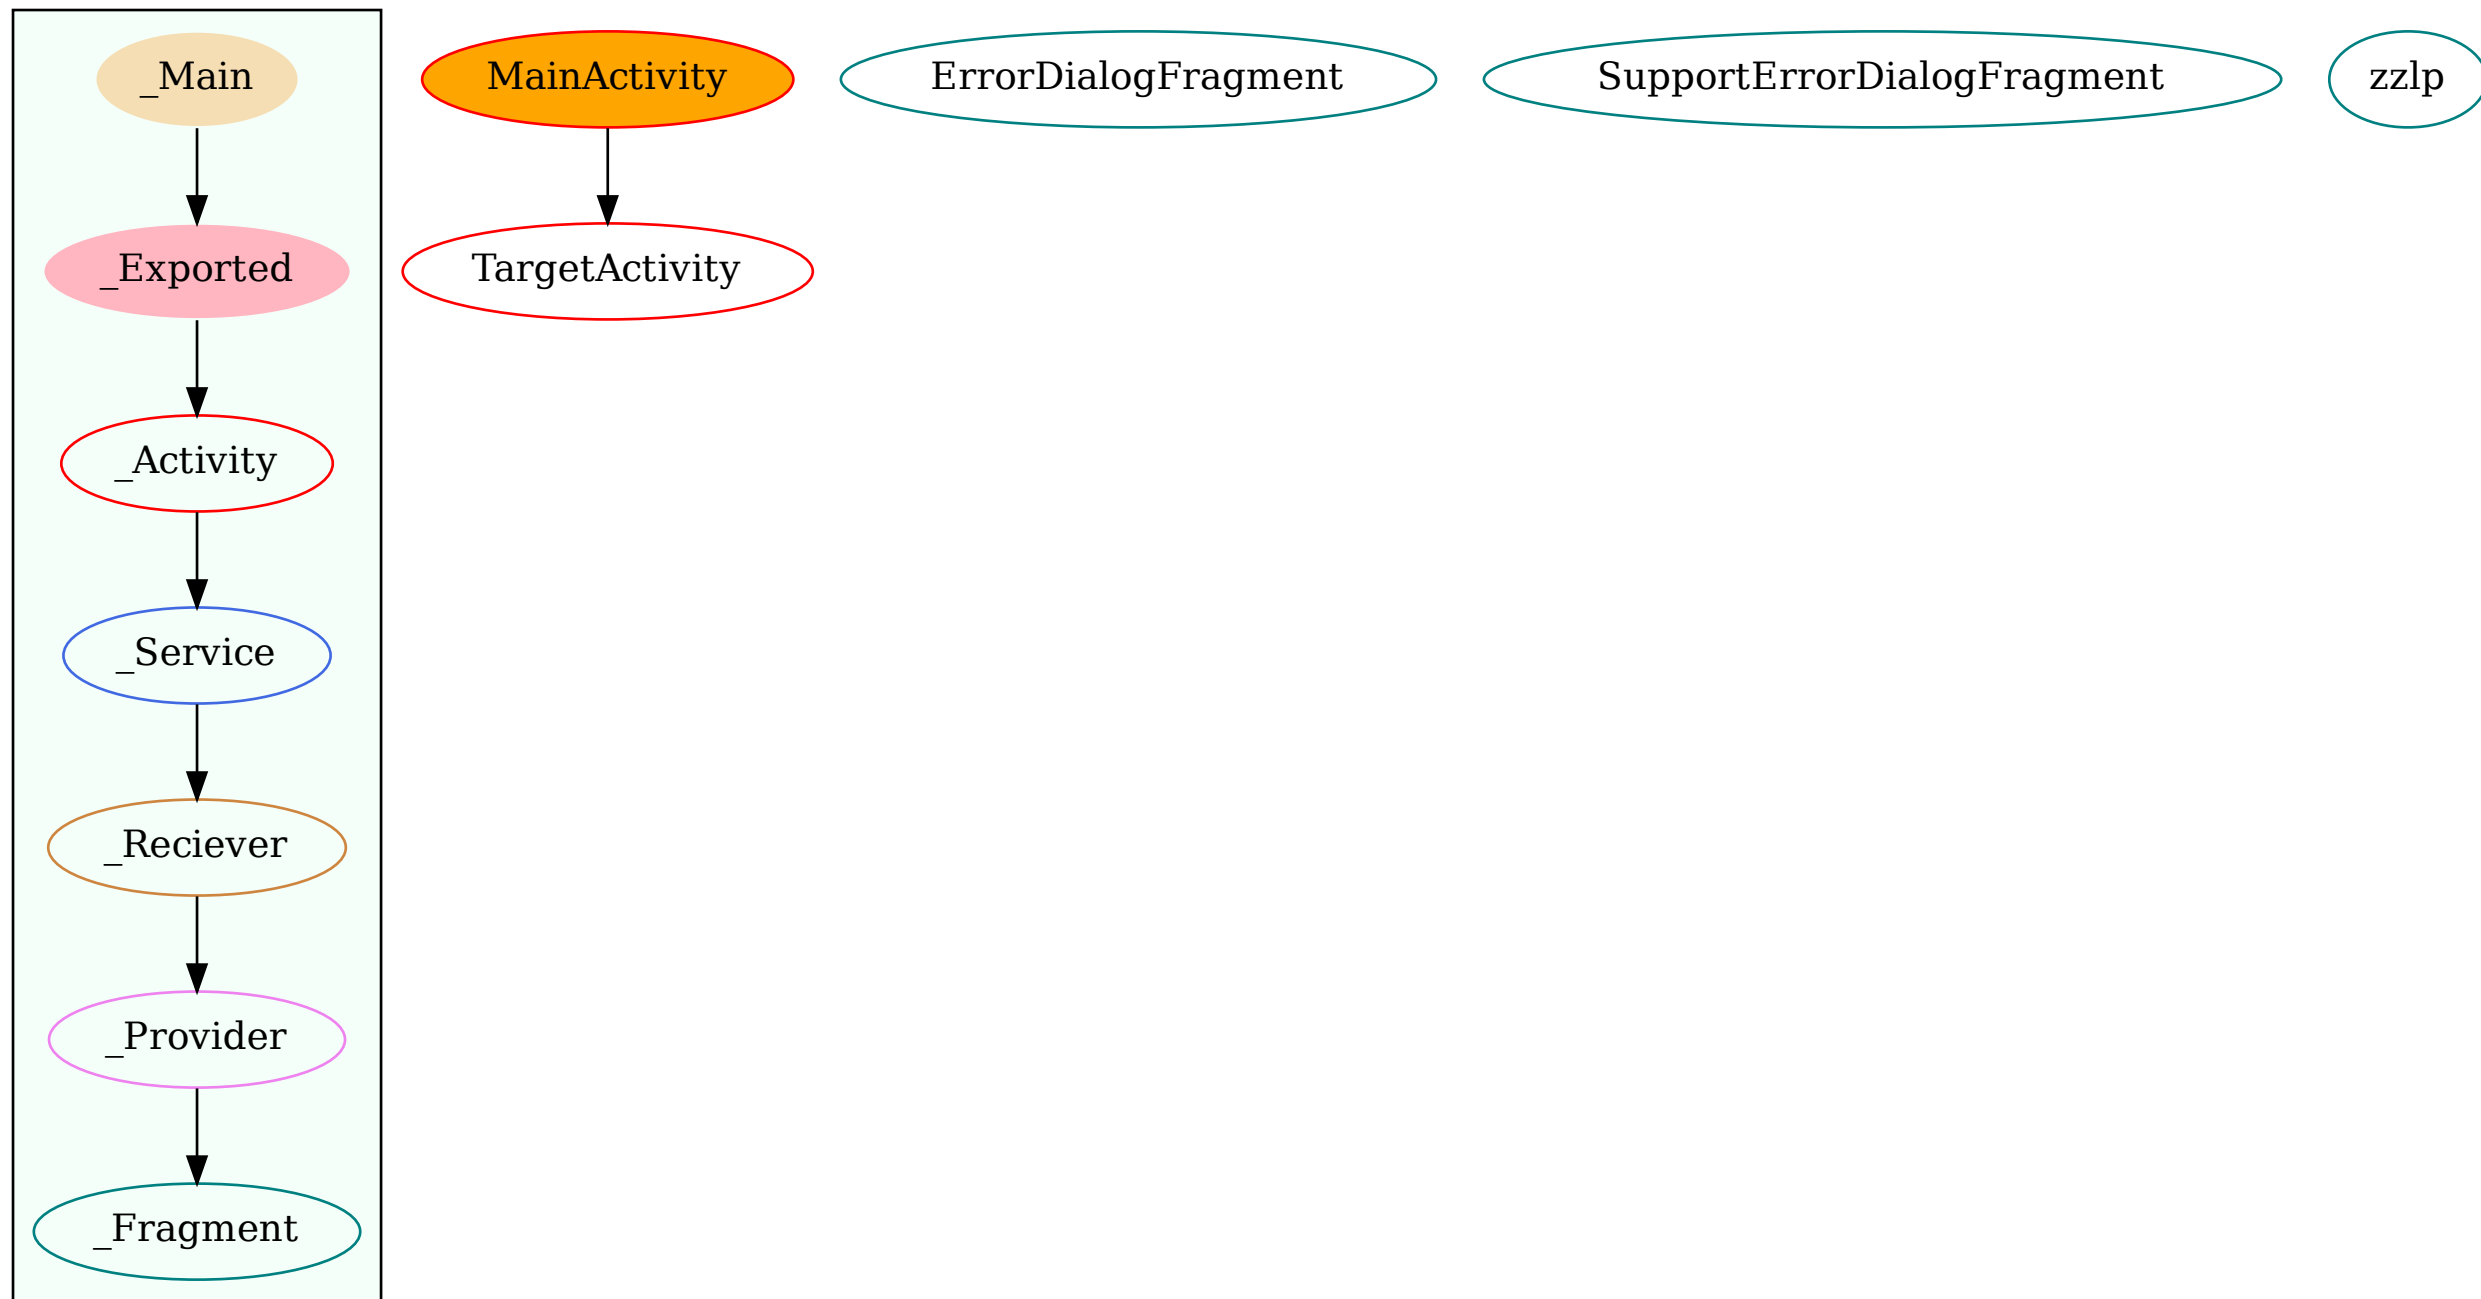 _Main
_Exported
_Activity
_Service
_Reciever
_Provider
_Fragment
MainActivity
TargetActivity
ErrorDialogFragment
SupportErrorDialogFragment
zzlp